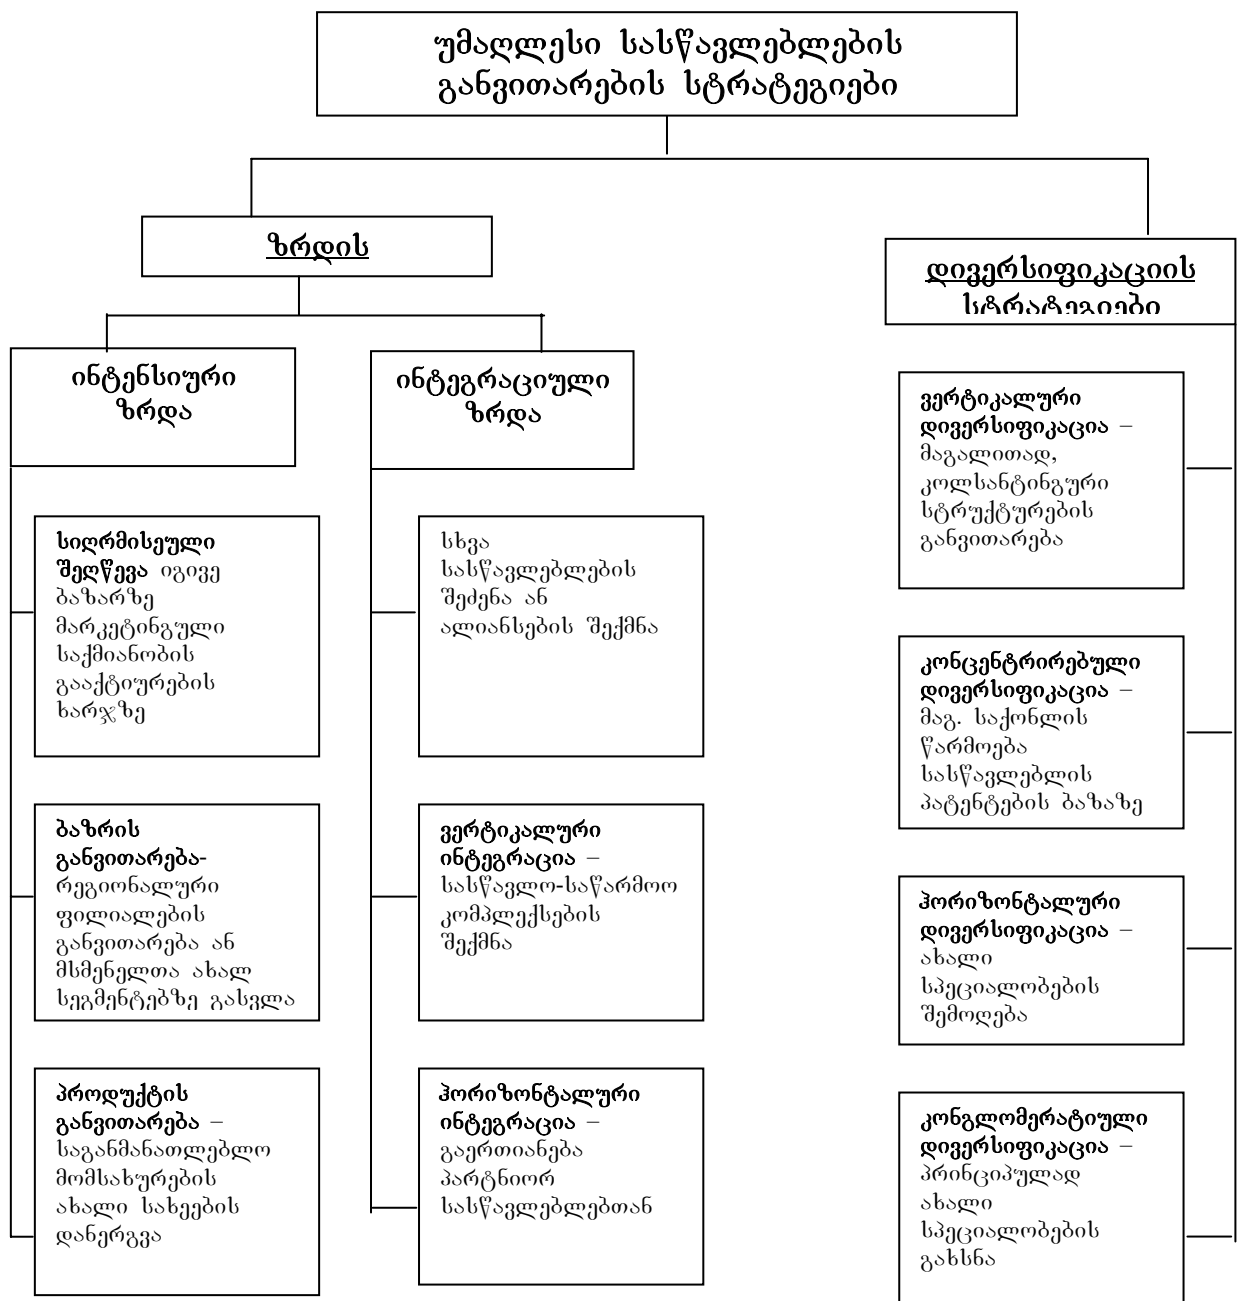 უმაღლესი სასწავლებლების
განვითარების სტრატეგიები
ზრდის
დივერსიფიკაციის
სტრატეგიები
ინტენსიური
ზრდა
ინტეგრაციული
ზრდა
სიღრმისეული
შეღწევა იგივე
ბაზარზე
მარკეტინგული
საქმიანობის
გააქტიურების
ხარჯზე
ბაზრის
განვითარება-
რეგიონალური
ფილიალების
განვითარება ან
მსმენელთა ახალ
სეგმენტებზე გასვლა
პროდუქტის
განვითარება –
საგანმანათლებლო
მომსახურების
ახალი სახეების
დანერგვა
სხვა
სასწავლებლების
შეძენა ან
ალიანსების შექმნა
ვერტიკალური
ინტეგრაცია –
სასწავლო-საწარმოო
კომპლექსების
შექმნა
ჰორიზონტალური
ინტეგრაცია –
გაერთიანება
პარტნიორ
სასწავლებლებთან
ვერტიკალური
დივერსიფიკაცია –
მაგალითად,
კოლსანტინგური
სტრუქტურების
განვითარება
კონცენტრირებული
დივერსიფიკაცია –
მაგ. საქონლის
წარმოება
სასწავლებლის
პატენტების ბაზაზე
ჰორიზონტალური
დივერსიფიკაცია –
ახალი
სპეციალობების
შემოღება
კონგლომერატიული
დივერსიფიკაცია –
პრინციპულად
ახალი
სპეციალობების
გახსნა